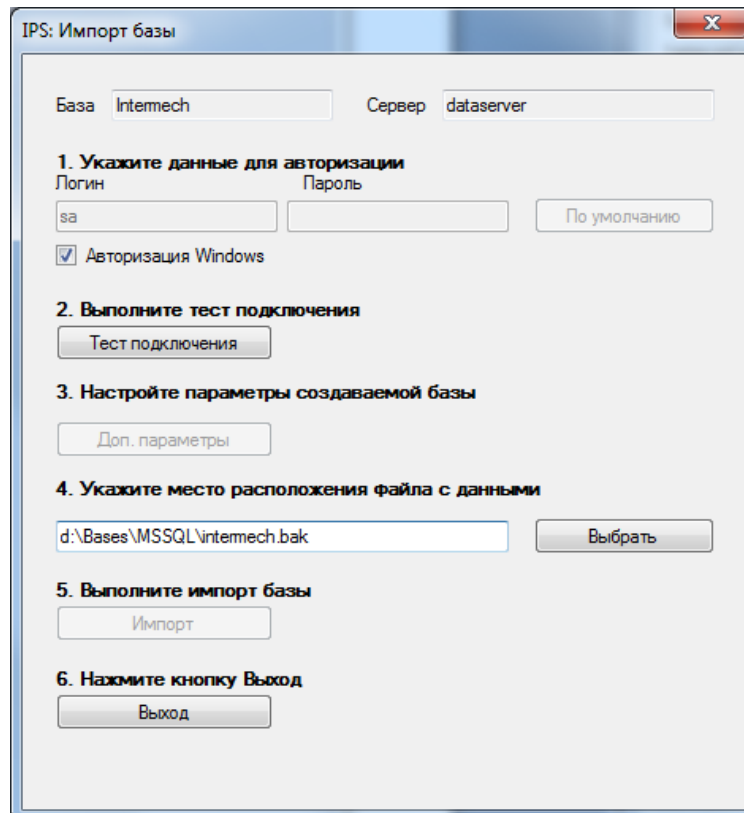 IPS: Импорт базы
База Intermech Сервер dataserver
1. Укажите данные для авторизации
Логин Пароль
sa По умолчанию
Авторизация Windows
2. Выполните тест подключения
Тест подключения
3. Настройте параметры создаваемой базы
Доп. параметры
4. Укажите место расположения файла с данными
d:\Bases\MSSQL\intermech.bak Выбрать
5. Выполните импорт базы
Импорт
6. Нажмите кнопку Выход
Выход